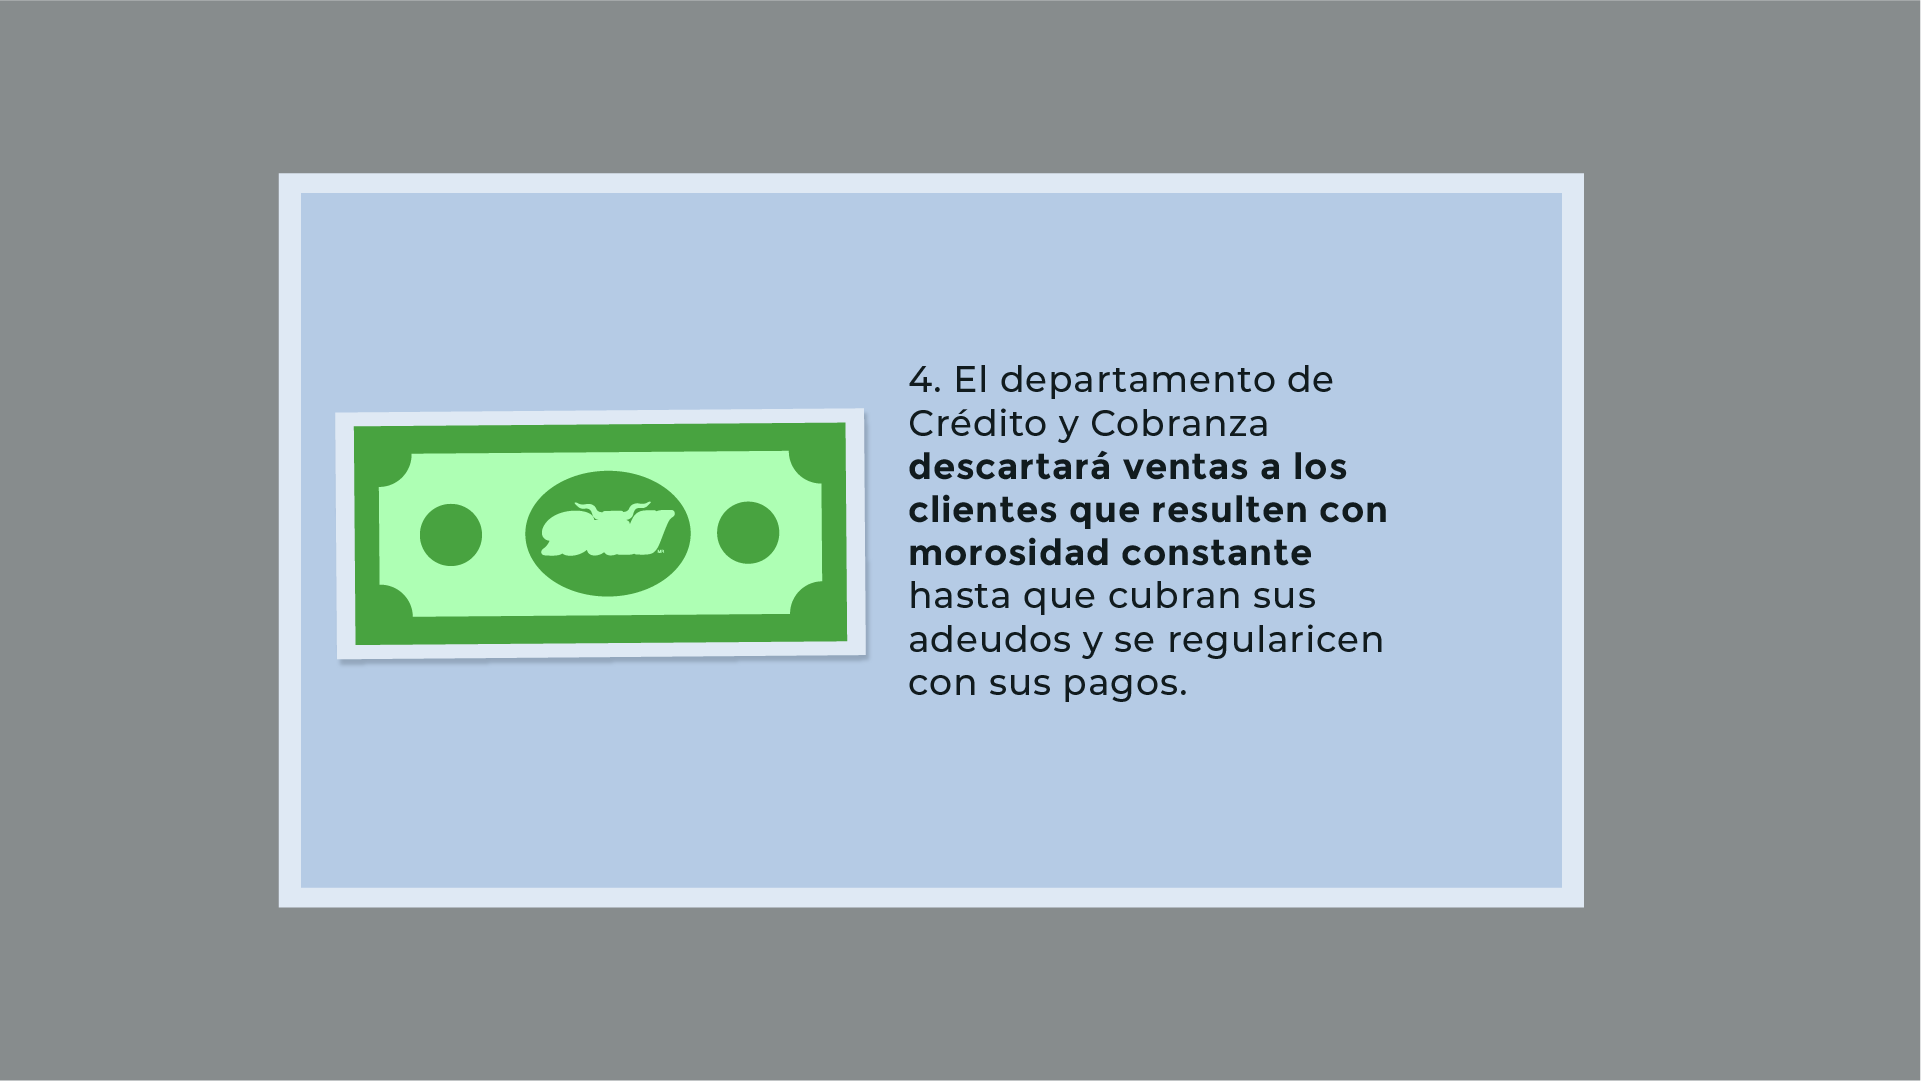 4. El departamento de
Crédito y Cobranza
descartará ventas a los
clientes que resulten con
morosidad constante
hasta que cubran sus
adeudos y se regularicen
con sus pagos.